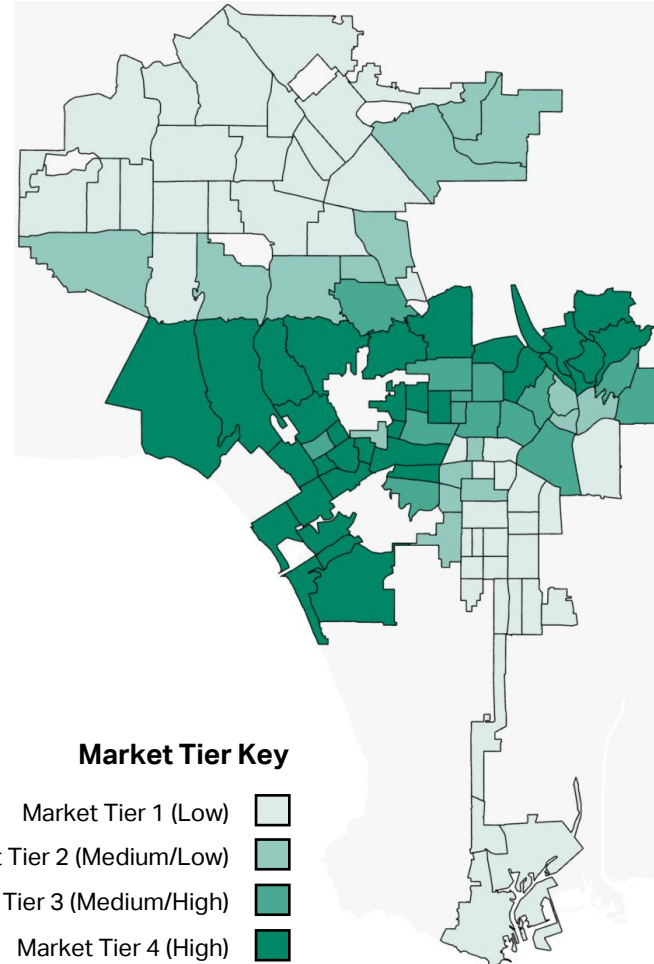 Market Tier Key
Market Tier 1 (Low)
t Tier 2 (Medium/Low)
Tier 3 (Medium/High)
Market Tier 4 (High)